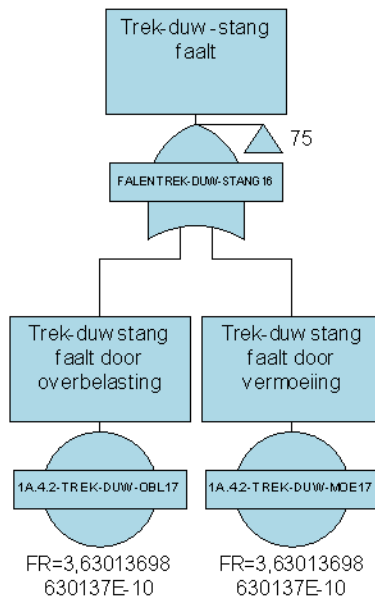 Trek-duw-stang
faalt
75
FALENTREK-DUW-STANG16
Trek-duw stang
faalt door
overbelasting
Trek-duw stang
faalt door
vermoeiing
1A.4.2-TREK-DUW-OBL17
1A.4.2-TREK-DUW-MOE17
FR=3,63013698
630137E-10
FR=3,63013698
630137E-10